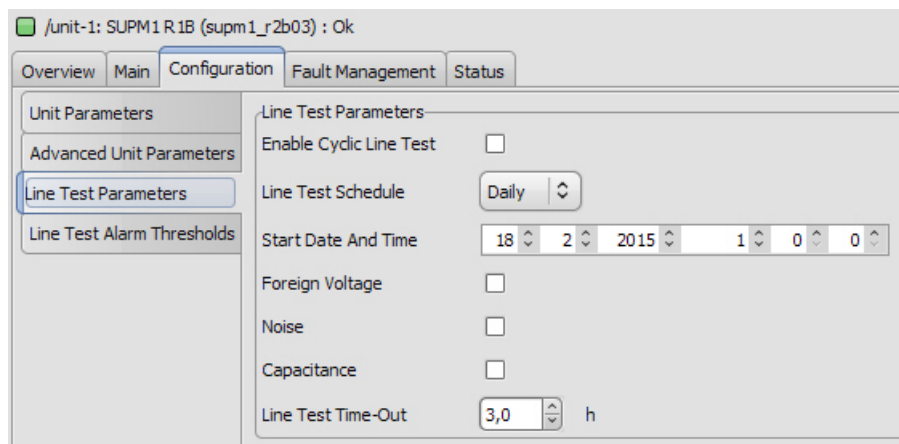 /unit-1: SUPM1 R1B (supm1_r2b03) : Ok
Overview Main Configuration Fault Management Status
Unit Parameters
Advanced Unit Parameters
Line Test Parameters
Line Test Alarm Thresholds
Line Test Parameters
Enable Cyclic Line Test
Line Test Schedule Daily
Start Date And Time 18 2 2015 1 0 0
Foreign Voltage
Noise
Capacitance
Line Test Time-Out 3,0 h